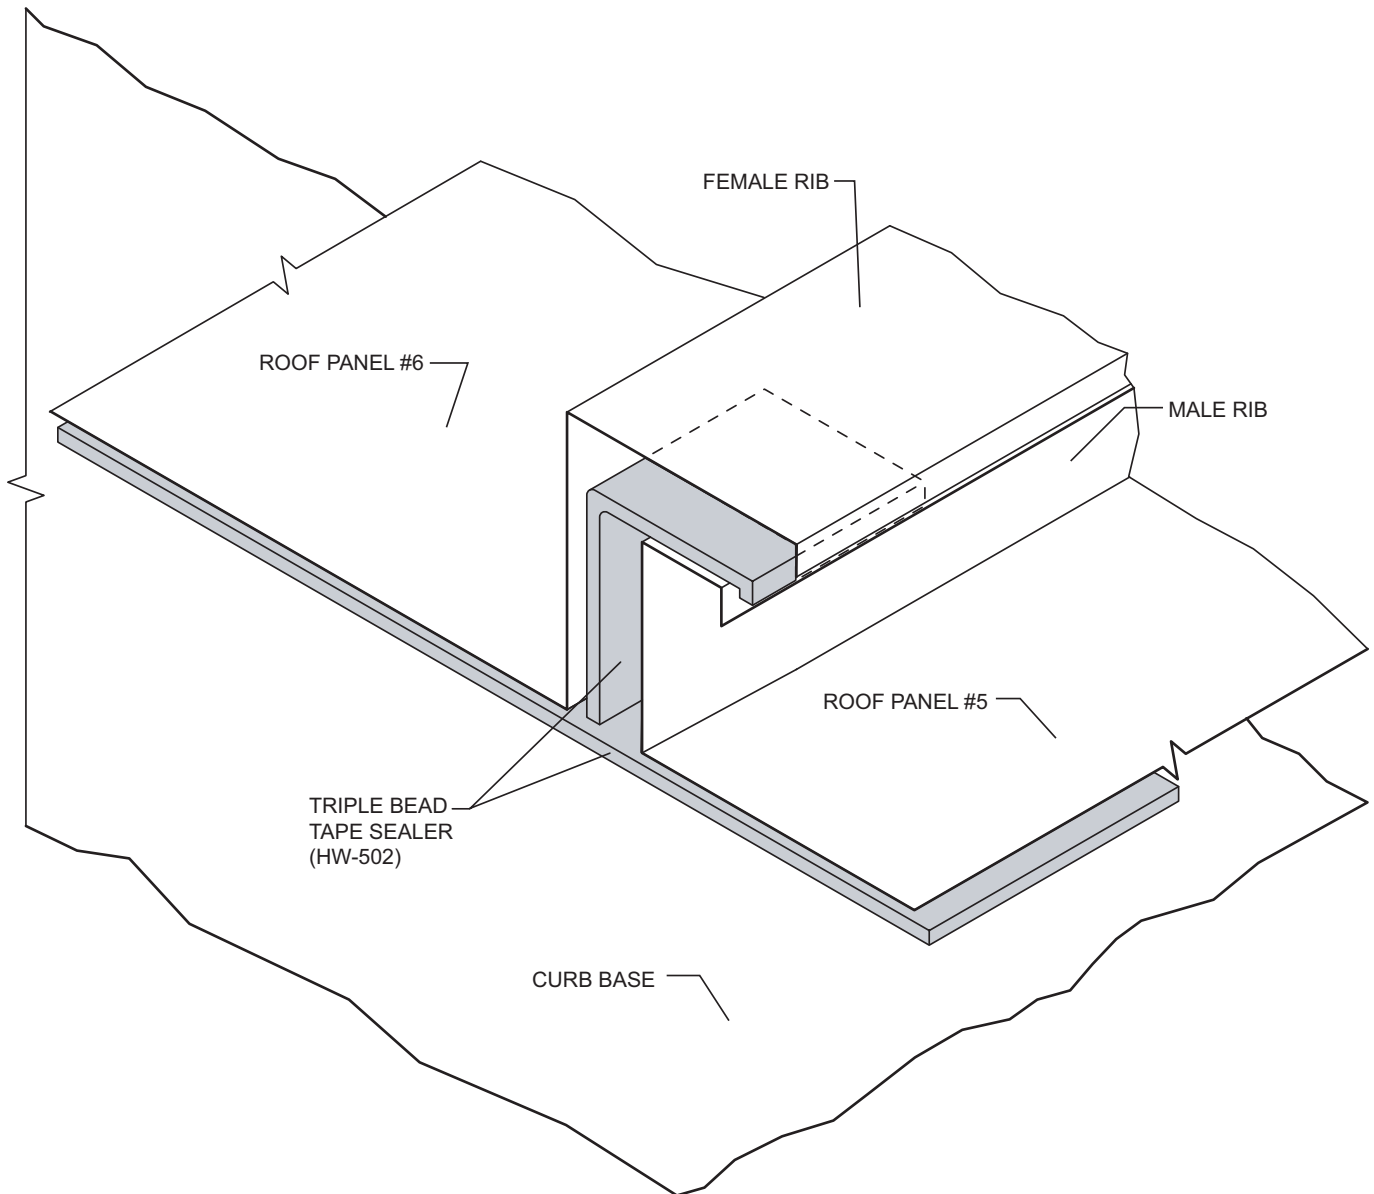 FEMALE RIB
ROOF PANEL #6
MALE RIB
ROOF PANEL #5
TRIPLE BEAD
TAPE SEALER
(HW-502)
CURB BASE